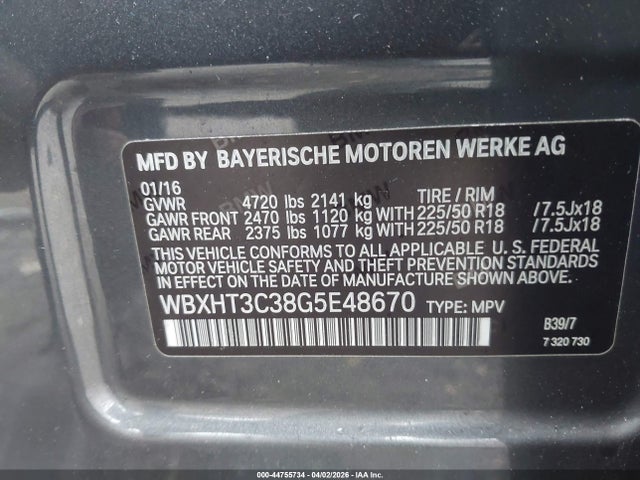 MFD BY BAYERISCHE MOTOREN WERKE AG
01/16
GVWR 4720 lbs 2141 kg TIRE / RIM
GAWR FRONT 2470 lbs 1120 kg WITH 225/50 R18 / 7.5Jx18
GAWR REAR 2375 lbs 1077 kg WITH 225/50 R18 / 7.5Jx18
THIS VEHICLE CONFORMS TO ALL APPLICABLE U. S. FEDERAL
MOTOR VEHICLE SAFETY, BUMPER, AND THEFT PREVENTION STANDARDS
IN EFFECT ON THE DATE OF MANUFACTURE SHOWN ABOVE.
WBXHT3C38G5E48670 TYPE: MPV
B39/7
7 320 730
000-44755734 | 04/02/2026 | IAA Inc.